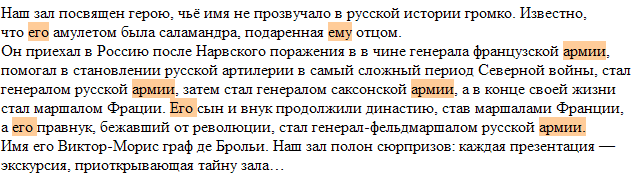 Наш зал посвящен герою, чьё имя не прозвучало в русской истории громко. Известно,
что его амулетом была саламандра, подаренная ему отцом.
Он приехал в Россию после Нарвского поражения в в чине генерала французской армии,
помогал в становлении русской артилерии в самый сложный период Северной войны, стал
генералом русской армии, затем стал генералом саксонской армии, а в конце своей жизни
стал маршалом Фрации. Его сын и внук продолжили династию, став маршалами Франции,
а его правнук, бежавший от революции, стал генерал-фельдмаршалом русской армии.
Имя его Виктор-Морис граф де Брольи. Наш зал полон сюрпризов: каждая презентация —
экскурсия, приоткрывающая тайну зала…